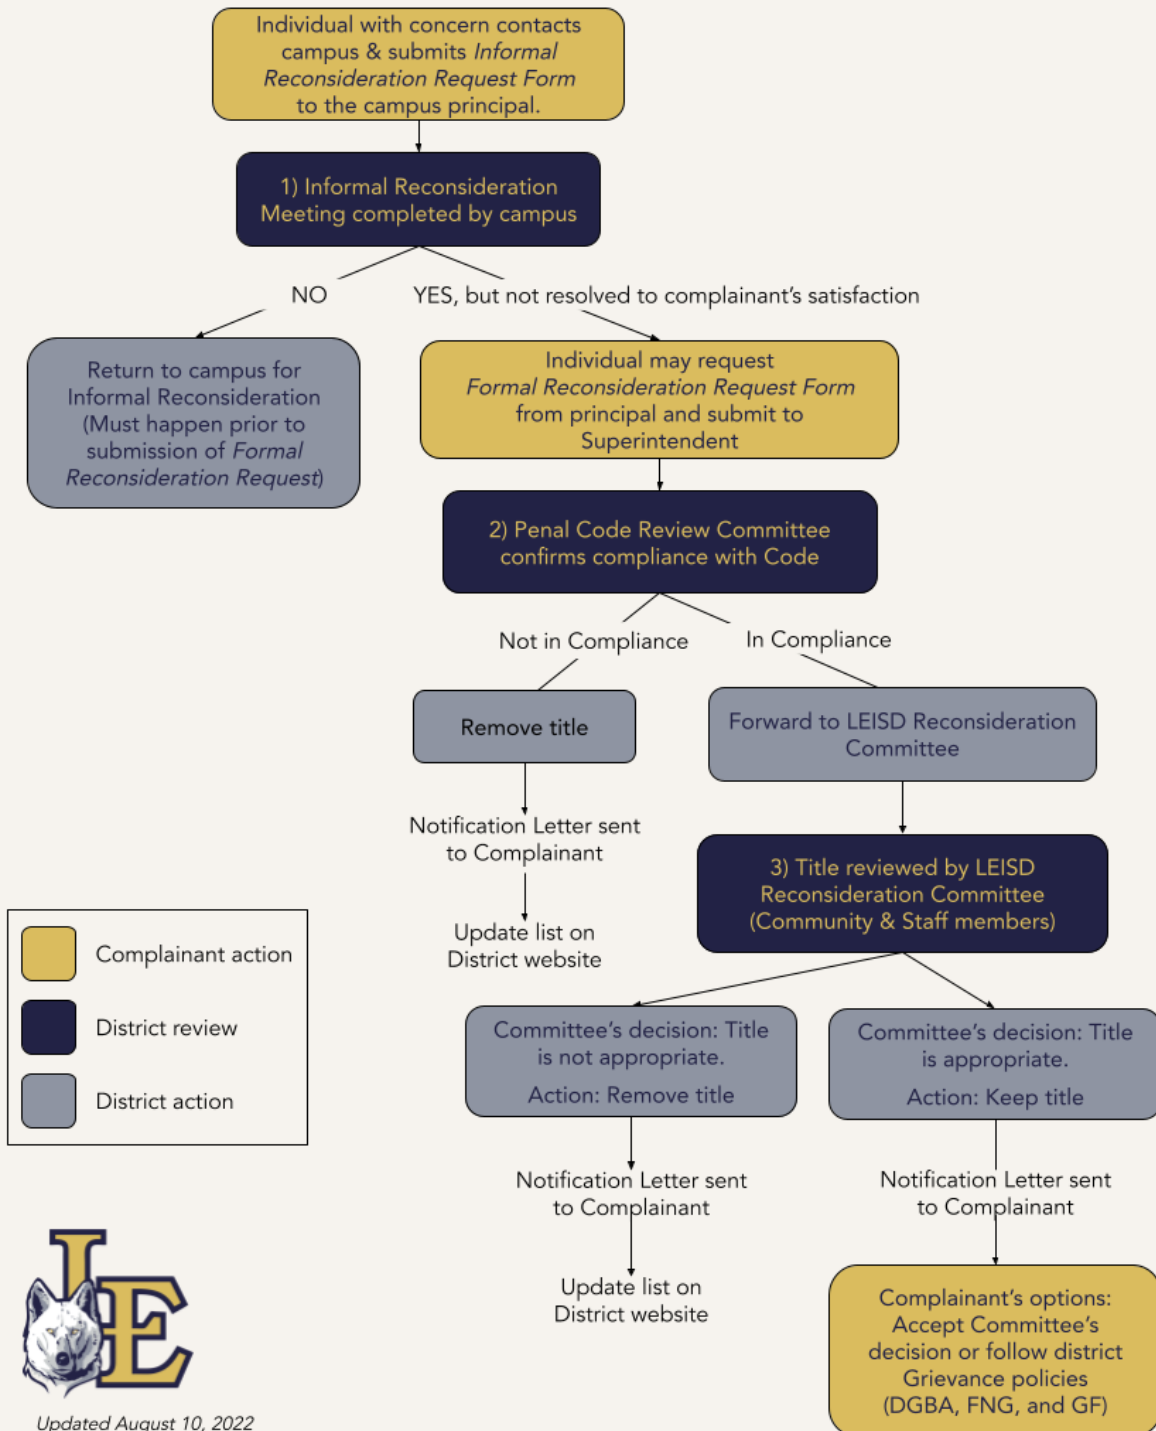 Individual with concern contacts
campus & submits Informal
Reconsideration Request Form
to the campus principal.
1) Informal Reconsideration
Meeting completed by campus
NO
YES, but not resolved to complainant's satisfaction
Return to campus for
Informal Reconsideration
(Must happen prior to
submission of Formal
Reconsideration Request)
Individual may request
Formal Reconsideration Request Form
from principal and submit to
Superintendent
2) Penal Code Review Committee
confirms compliance with Code
Not in Compliance
In Compliance
Remove title
Forward to LEISD Reconsideration
Committee
Notification Letter sent
to Complainant
Update list on
District website
3) Title reviewed by LEISD
Reconsideration Committee
(Community & Staff members)
Complainant action
District review
District action
Committee's decision: Title
is not appropriate.
Action: Remove title
Committee's decision: Title
is appropriate.
Action: Keep title
Notification Letter sent
to Complainant
Update list on
District website
Notification Letter sent
to Complainant
Complainant's options:
Accept Committee's
decision or follow district
Grievance policies
(DGBA, FNG, and GF)
LE
Updated August 10, 2022